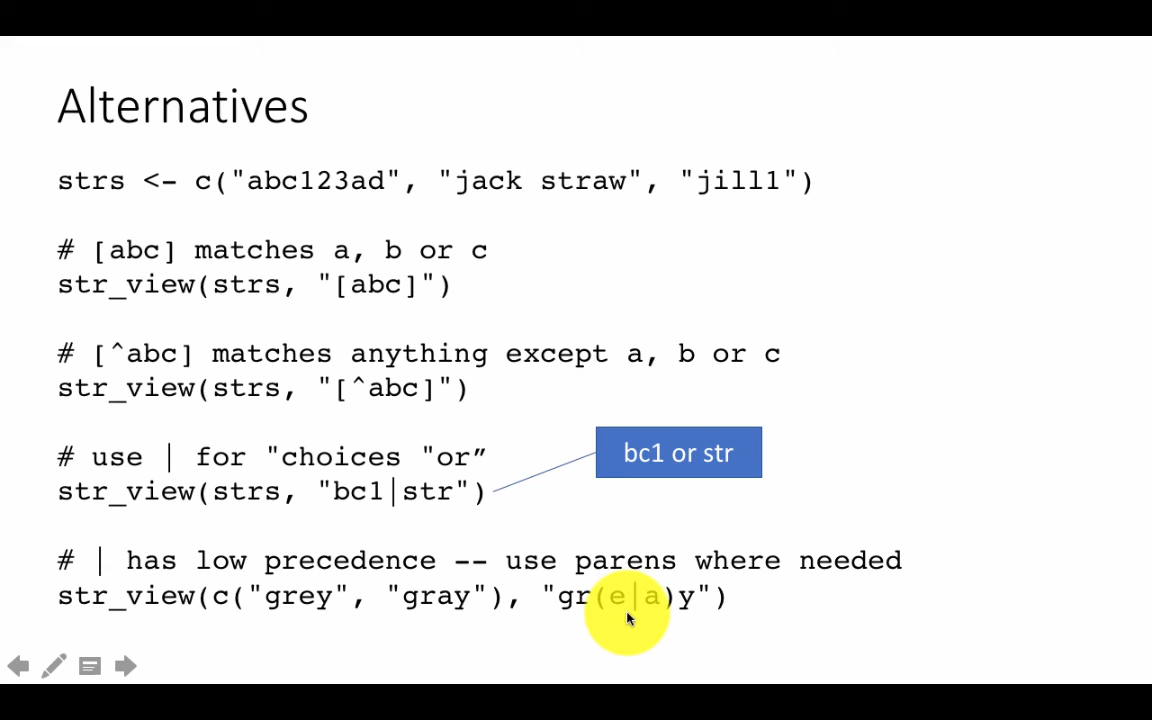 Alternatives
strs <- c("abc123ad", "jack straw", "jill1")
# [abc] matches a, b or c
str_view(strs, "[abc]")
# [^abc] matches anything except a, b or c
str_view(strs, "[^abc]")
# use | for "choices "or”
bc1 or str
str_view(strs, "bc1|str")
# | has low precedence -- use parens where needed
str_view(c("grey", "gray"), "gr(e|a)y")